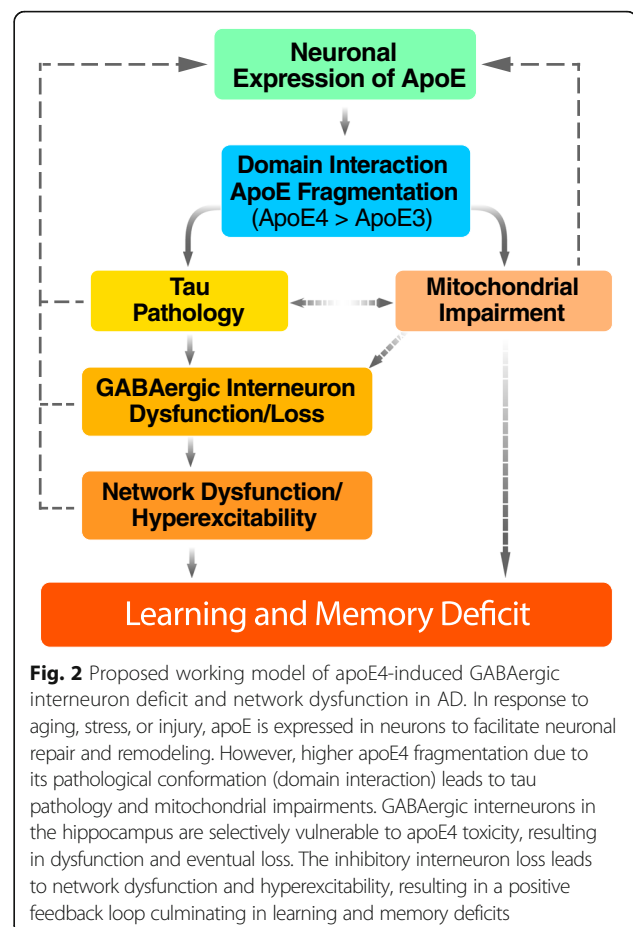 Neuronal
Expression of ApoE
Domain Interaction
ApoE Fragmentation
(ApoE4 > ApoE3)
Tau
Pathology
Mitochondrial
Impairment
GABAergic Interneuron
Dysfunction/Loss
Network Dysfunction/
Hyperexcitability
Learning and Memory Deficit
Fig. 2 Proposed working model of apoE4-induced GABAergic
interneuron deficit and network dysfunction in AD. In response to
aging, stress, or injury, apoE is expressed in neurons to facilitate neuronal
repair and remodeling. However, higher apoE4 fragmentation due to
its pathological conformation (domain interaction) leads to tau
pathology and mitochondrial impairments. GABAergic interneurons in
the hippocampus are selectively vulnerable to apoE4 toxicity, resulting
in dysfunction and eventual loss. The inhibitory interneuron loss leads
to network dysfunction and hyperexcitability, resulting in a positive
feedback loop culminating in learning and memory deficits